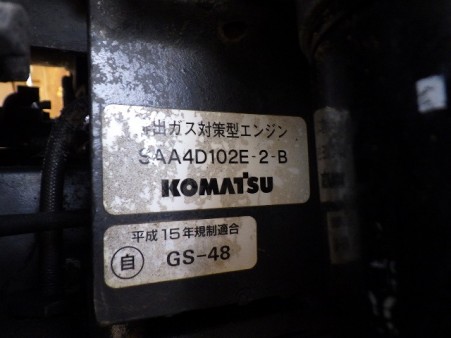 出ガス対策型エンジン
SAA4D102E-2-B
KOMATSU
平成15年規制適合
自 GS-48